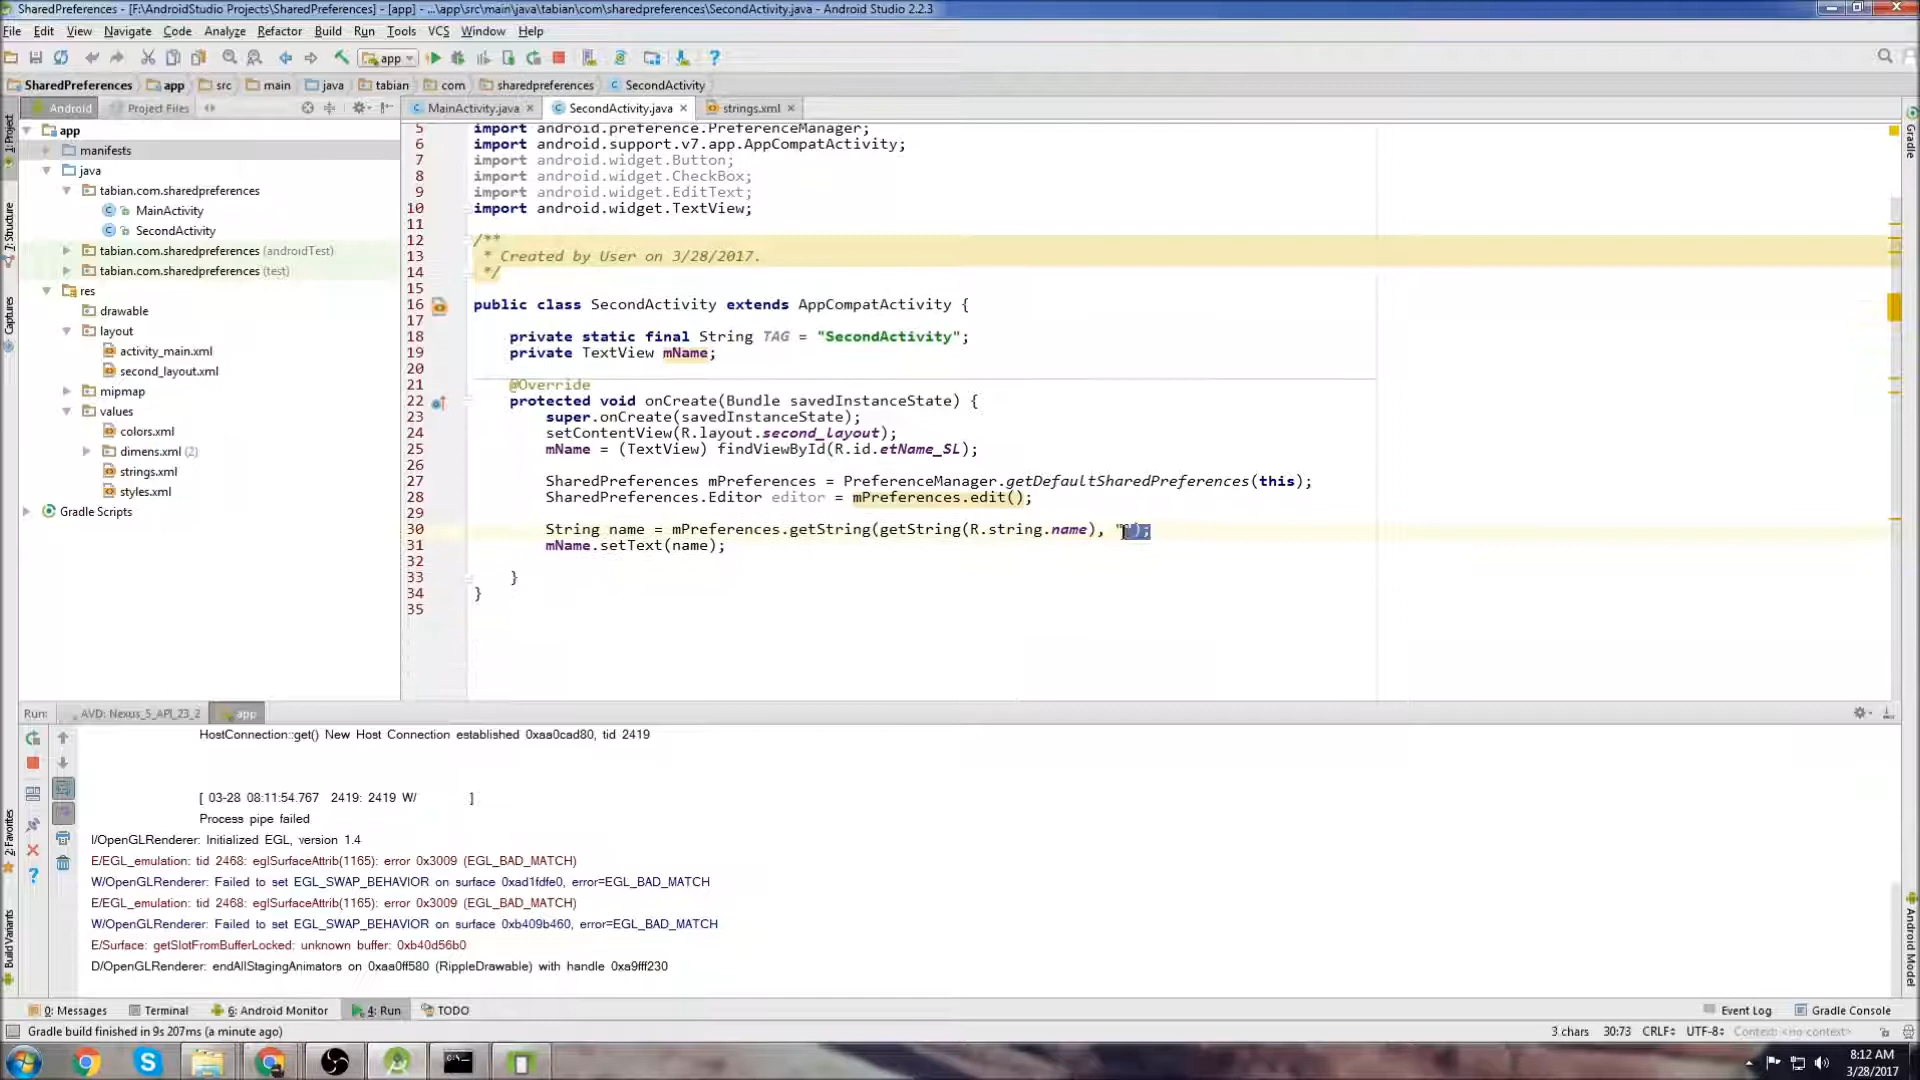 SharedPreferences - [F:\AndroidStudio Projects\SharedPreferences] - [app] - ...\app\src\main\java\tabian\com\sharedpreferences\SecondActivity.java - Android Studio 2.2.3
File Edit View Navigate Code Analyze Refactor Build Run Tools VCS Window Help
app
SharedPreferences app src main java tabian com sharedpreferences SecondActivity
Android Project Files MainActivity.java SecondActivity.java strings.xml
1: Project
7: Structure
Captures
app
manifests
java
tabian.com.sharedpreferences
MainActivity
SecondActivity
tabian.com.sharedpreferences (androidTest)
tabian.com.sharedpreferences (test)
res
drawable
layout
activity_main.xml
second_layout.xml
mipmap
values
colors.xml
dimens.xml (2)
strings.xml
styles.xml
Gradle Scripts
5 import android.preference.PreferenceManager;
6 import android.support.v7.app.AppCompatActivity;
7 import android.widget.Button;
8 import android.widget.CheckBox;
9 import android.widget.EditText;
10 import android.widget.TextView;
11
12 /**
13 * Created by User on 3/28/2017.
14 */
15
16 public class SecondActivity extends AppCompatActivity {
17
18 private static final String TAG = "SecondActivity";
19 private TextView mName;
20
21 @Override
22 protected void onCreate(Bundle savedInstanceState) {
23 super.onCreate(savedInstanceState);
24 setContentView(R.layout.second_layout);
25 mName = (TextView) findViewById(R.id.etName_SL);
26
27 SharedPreferences mPreferences = PreferenceManager.getDefaultSharedPreferences(this);
28 SharedPreferences.Editor editor = mPreferences.edit();
29
30 String name = mPreferences.getString(getString(R.string.name), "");
31 mName.setText(name);
32
33 }
34 }
35
Gradle
Android Model
Run: AVD: Nexus_5_API_23_2 app
HostConnection::get() New Host Connection established 0xaa0cad80, tid 2419
[ 03-28 08:11:54.767 2419: 2419 W/ ]
Process pipe failed
I/OpenGLRenderer: Initialized EGL, version 1.4
E/EGL_emulation: tid 2468: eglSurfaceAttrib(1165): error 0x3009 (EGL_BAD_MATCH)
W/OpenGLRenderer: Failed to set EGL_SWAP_BEHAVIOR on surface 0xad1fdfe0, error=EGL_BAD_MATCH
E/EGL_emulation: tid 2468: eglSurfaceAttrib(1165): error 0x3009 (EGL_BAD_MATCH)
W/OpenGLRenderer: Failed to set EGL_SWAP_BEHAVIOR on surface 0xb409b460, error=EGL_BAD_MATCH
E/Surface: getSlotFromBufferLocked: unknown buffer: 0xb40d56b0
D/OpenGLRenderer: endAllStagingAnimators on 0xaa0ff580 (RippleDrawable) with handle 0xa9fff230
2: Favorites
Build Variants
0: Messages Terminal 6: Android Monitor 4: Run TODO Event Log Gradle Console
Gradle build finished in 9s 207ms (a minute ago) 3 chars 30:73 CRLF÷ UTF-8÷ Context: <no context>
8:12 AM
3/28/2017